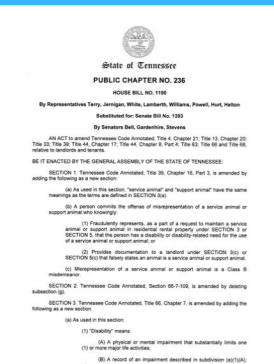 State of Tennessee
PUBLIC CHAPTER NO. 236
HOUSE BILL NO. 1190
By Representatives Terry, Jernigan, White, Lamberth, Williams, Powell, Hurt, Helton
Substituted for: Senate Bill No. 1393
By Senators Bell, Gardenhire, Stevens
AN ACT to amend Tennessee Code Annotated, Title 4, Chapter 21; Title 13, Chapter 20;
Title 33; Title 39; Title 44, Chapter 17; Title 44, Chapter 8, Part 4; Title 63; Title 66 and Title 68,
relative to landlords and tenants.
BE IT ENACTED BY THE GENERAL ASSEMBLY OF THE STATE OF TENNESSEE:
SECTION 1. Tennessee Code Annotated, Title 39, Chapter 16, Part 3, is amended by
adding the following as a new section:
(a) As used in this section, "service animal" and "support animal" have the same
meanings as the terms are defined in SECTION 3(a).
(b) A person commits the offense of misrepresentation of a service animal or
support animal who knowingly:
(1) Fraudulently represents, as a part of a request to maintain a service
animal or support animal in residential rental property under SECTION 3 or
SECTION 5, that the person has a disability or disability-related need for the use
of a service animal or support animal; or
(2) Provides documentation to a landlord under SECTION 3(c) or
SECTION 5(c) that falsely states an animal is a service animal or support animal.
(c) Misrepresentation of a service animal or support animal is a Class B
misdemeanor.
SECTION 2. Tennessee Code Annotated, Section 66-7-109, is amended by deleting
subsection (g).
SECTION 3. Tennessee Code Annotated, Title 66, Chapter 7, is amended by adding the
following as a new section:
(a) As used in this section:
(1) "Disability" means:
(A) A physical or mental impairment that substantially limits one
(1) or more major life activities;
(B) A record of an impairment described in subdivision (a)(1)(A);